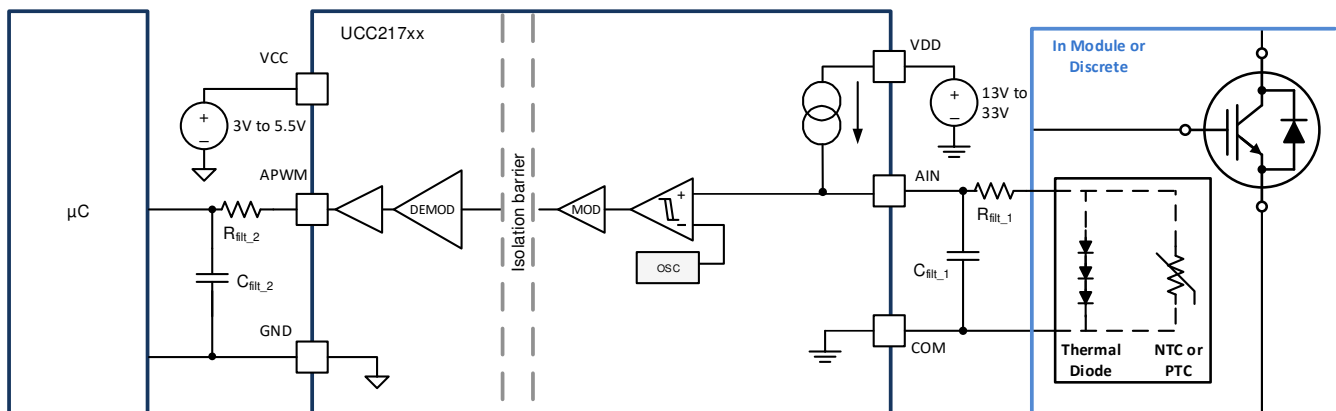 UCC217xx
VCC
VDD
In Module or
Discrete
+
−
3V to 5.5V
+
−
13V to
33V
Isolation barrier
APWM
AIN
µC
DEMOD
MOD
+
−
Rfilt_2
Rfilt_1
OSC
Cfilt_2
Cfilt_1
GND
COM
Thermal
Diode
NTC or
PTC